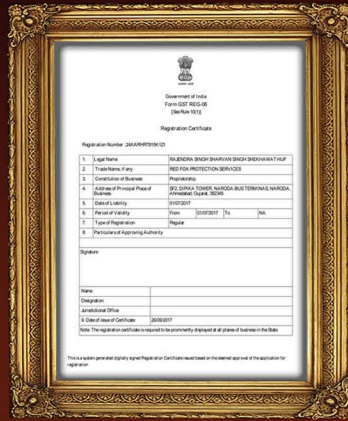 Government of India
Form GST REG-06
[See Rule 10(1)]
Registration Certificate
Registration Number :
1. Legal Name RAJENDRA SINGH SHARVAN SINGH SHEKHAWAT HUF
2. Trade Name, if any RED FOX PROTECTION SERVICES
3. Constitution of Business Proprietorship
4. Address of Principal Place of Business SF2, DIPIKA TOWER, NARODA BUS TERMINAS, NARODA, Ahmedabad, Gujarat, 382345
5. Date of Liability 01/07/2017
6. Period of Validity From 01/07/2017 To NA
7. Type of Registration Regular
8. Particulars of Approving Authority
Signature
Name
Designation
Jurisdictional Office
9. Date of issue of Certificate 26/09/2017
Note: The registration certificate is required to be prominently displayed at all places of business in the State.
This is a system generated digitally signed Registration Certificate issued based on the deemed approval of the application for
registration